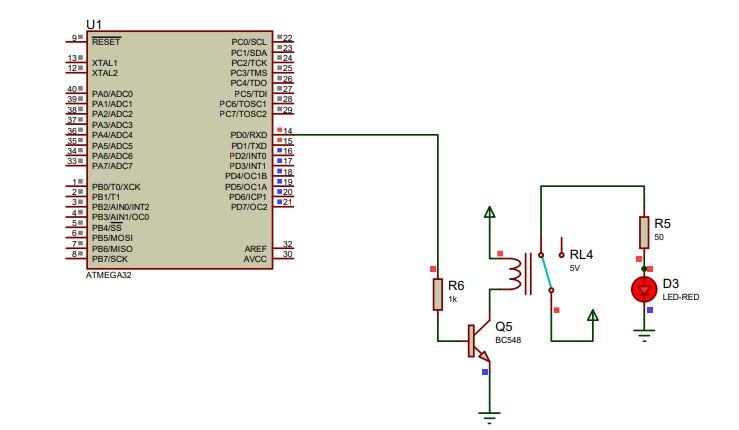 U1
9 RESET
13 XTAL1
12 XTAL2
40 PA0/ADC0
39 PA1/ADC1
38 PA2/ADC2
37 PA3/ADC3
36 PA4/ADC4
35 PA5/ADC5
34 PA6/ADC6
33 PA7/ADC7
1 PB0/T0/XCK
2 PB1/T1
3 PB2/AIN0/INT2
4 PB3/AIN1/OC0
5 PB4/SS
6 PB5/MOSI
7 PB6/MISO
8 PB7/SCK
PC0/SCL 22
PC1/SDA 23
PC2/TCK 24
PC3/TMS 25
PC4/TDO 26
PC5/TDI 27
PC6/TOSC1 28
PC7/TOSC2 29
PD0/RXD 14
PD1/TXD 15
PD2/INT0 16
PD3/INT1 17
PD4/OC1B 18
PD5/OC1A 19
PD6/ICP1 20
PD7/OC2 21
AREF 32
AVCC 30
ATMEGA32
R6
1k
Q5
BC548
RL4
5V
R5
50
D3
LED-RED